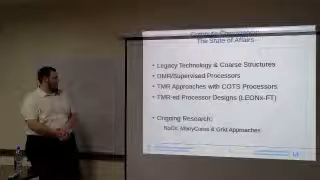 The State of Affairs
• Legacy Technology & Coarse Structures
• DMR/Supervised Processors
• TMR Approaches with COTS Processors
• TMR-ed Processor Designs (LEONx-FT)
• Ongoing Research:
NoCs, ManyCores & Grid Approaches